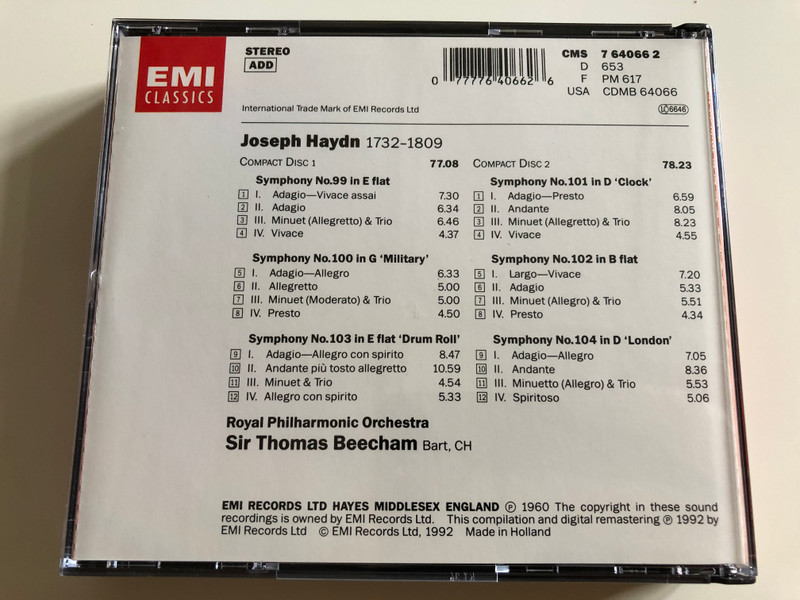 EMI
CLASSICS
STEREO
ADD
0 77776 40662 6
CMS 7 64066 2
D 653
F PM 617
USA CDMB 64066
International Trade Mark of EMI Records Ltd
LC 6646
Joseph Haydn 1732–1809
COMPACT DISC 1 77.08
Symphony No.99 in E flat
1 I. Adagio—Vivace assai 7.30
2 II. Adagio 6.34
3 III. Minuet (Allegretto) & Trio 6.46
4 IV. Vivace 4.37
Symphony No.100 in G ‘Military’
5 I. Adagio—Allegro 6.33
6 II. Allegretto 5.00
7 III. Minuet (Moderato) & Trio 5.00
8 IV. Presto 4.50
Symphony No.103 in E flat ‘Drum Roll’
9 I. Adagio—Allegro con spirito 8.47
10 II. Andante più tosto allegretto 10.59
11 III. Minuet & Trio 4.54
12 IV. Allegro con spirito 5.33
COMPACT DISC 2 78.23
Symphony No.101 in D ‘Clock’
1 I. Adagio—Presto 6.59
2 II. Andante 8.05
3 III. Minuet (Allegretto) & Trio 8.23
4 IV. Vivace 4.55
Symphony No.102 in B flat
5 I. Largo—Vivace 7.20
6 II. Adagio 5.33
7 III. Minuet (Allegro) & Trio 5.51
8 IV. Presto 4.34
Symphony No.104 in D ‘London’
9 I. Adagio—Allegro 7.05
10 II. Andante 8.36
11 III. Minuetto (Allegro) & Trio 5.53
12 IV. Spiritoso 5.06
Royal Philharmonic Orchestra
Sir Thomas Beecham Bart, CH
EMI RECORDS LTD HAYES MIDDLESEX ENGLAND ℗ 1960 The copyright in these sound
recordings is owned by EMI Records Ltd. This compilation and digital remastering ℗ 1992 by
EMI Records Ltd © EMI Records Ltd, 1992 Made in Holland